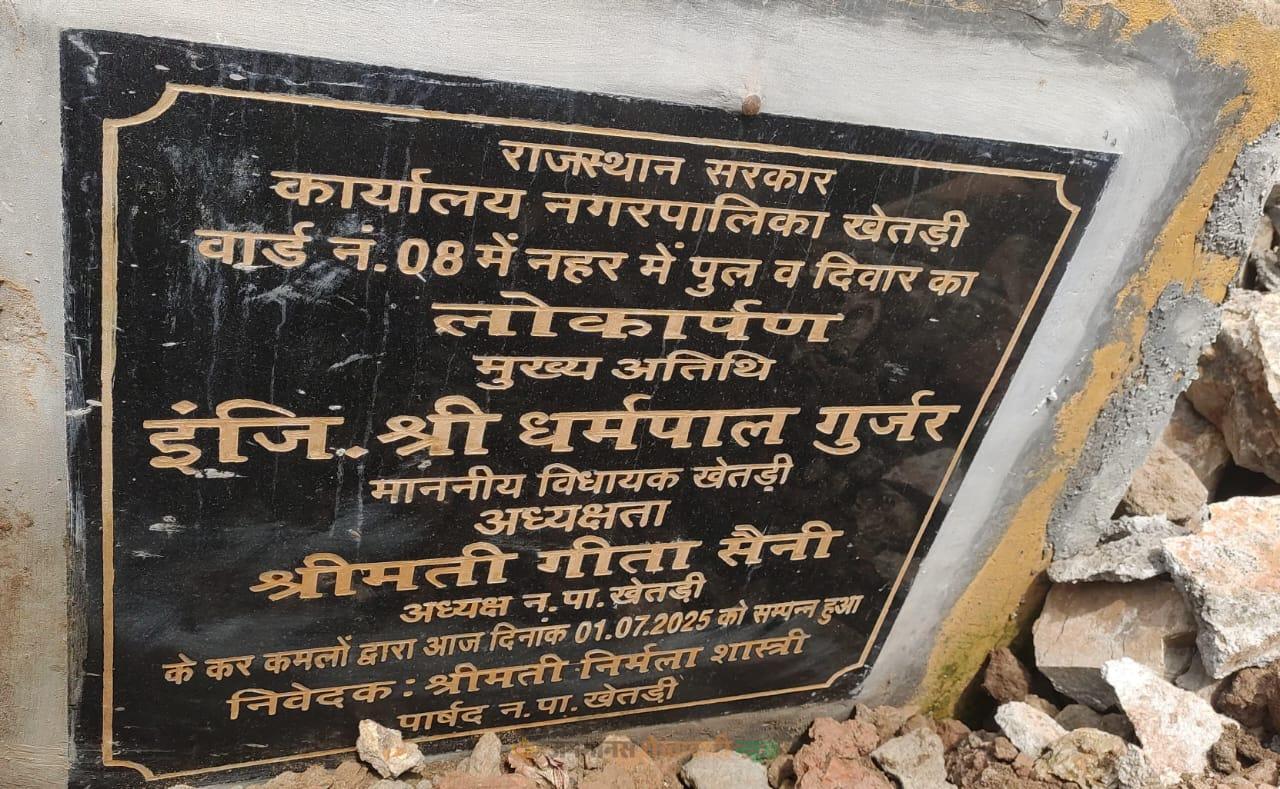 राजस्थान सरकार
कार्यालय नगरपालिका खेतड़ी
वार्ड नं. 08 में नहर में पुल व दिवार का
लोकार्पण
मुख्य अतिथि
इंजि. श्री धर्मपाल गुर्जर
माननीय विधायक खेतड़ी
अध्यक्षता
श्रीमती गीता सैनी
अध्यक्ष न.पा. खेतड़ी
के कर कमलों द्वारा आज दिनांक 01.07.2025 को सम्पन्न हुआ
निवेदक : श्रीमती निर्मला शास्त्री
पार्षद न.पा. खेतड़ी